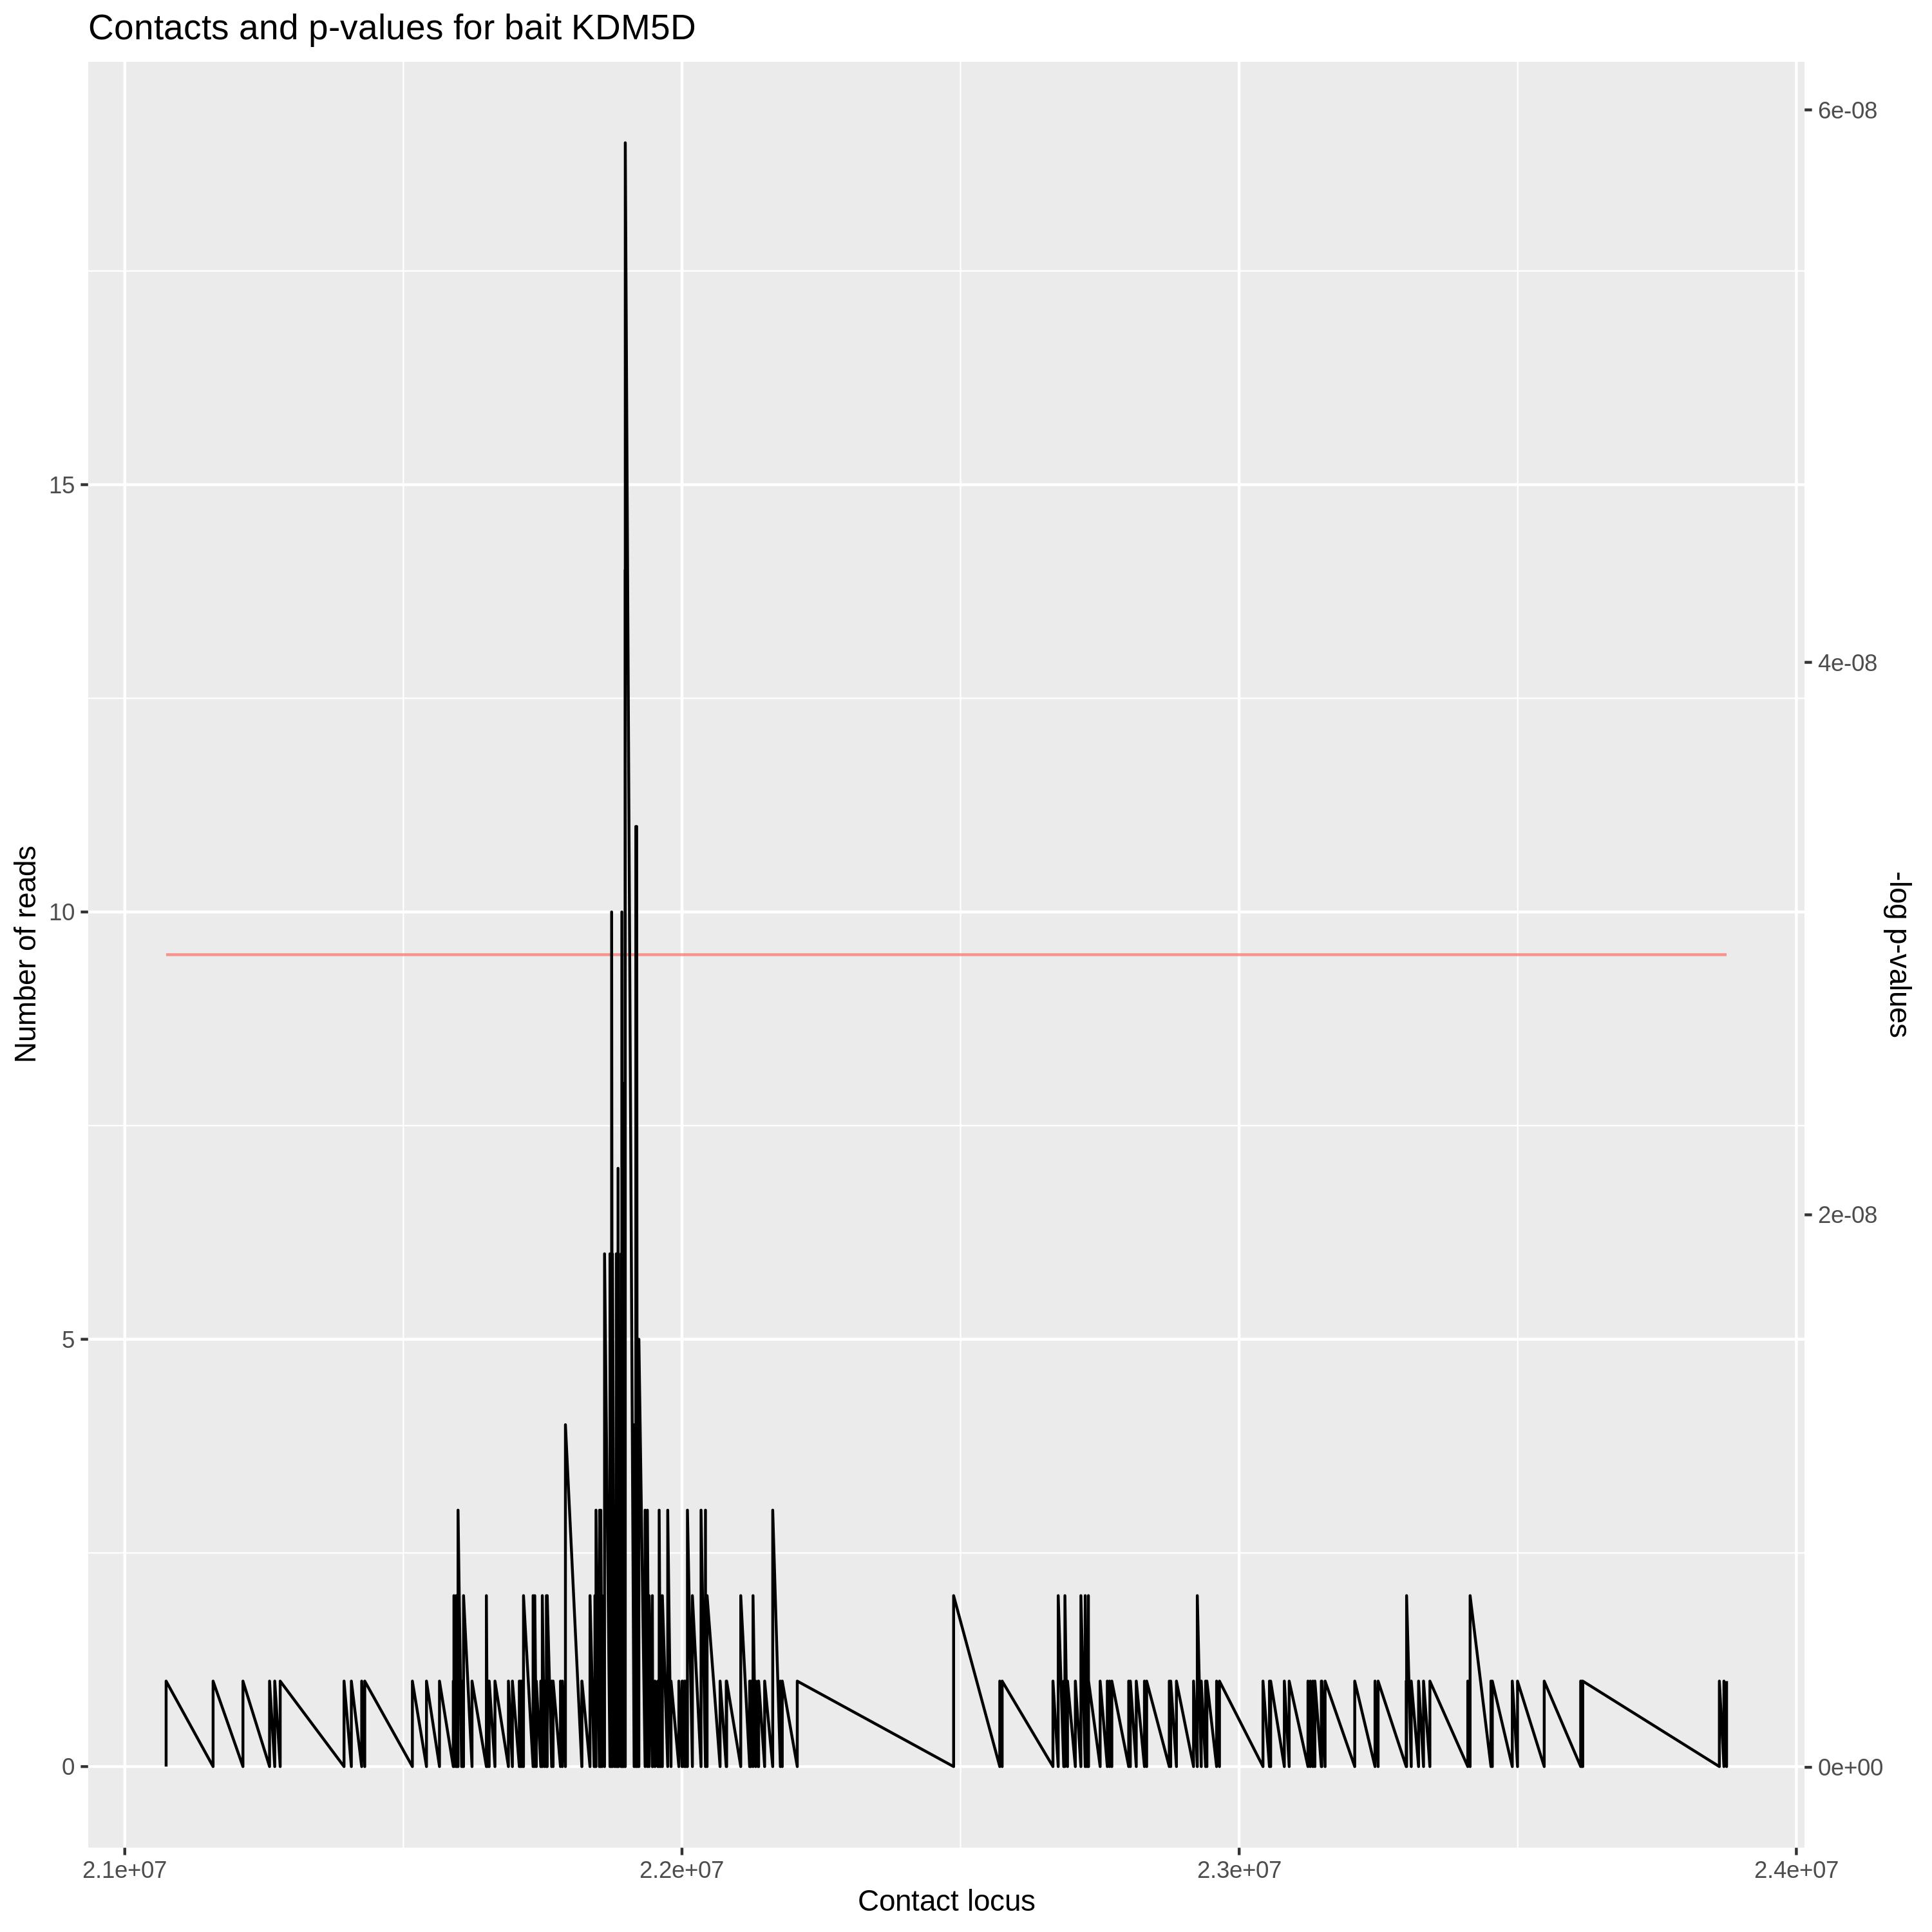 Contacts and p-values for bait KDM5D
6e-08
15
4e-08
10
Number of reads
-log p-values
2e-08
5
0
0e+00
2.1e+07
2.2e+07
2.3e+07
2.4e+07
Contact locus